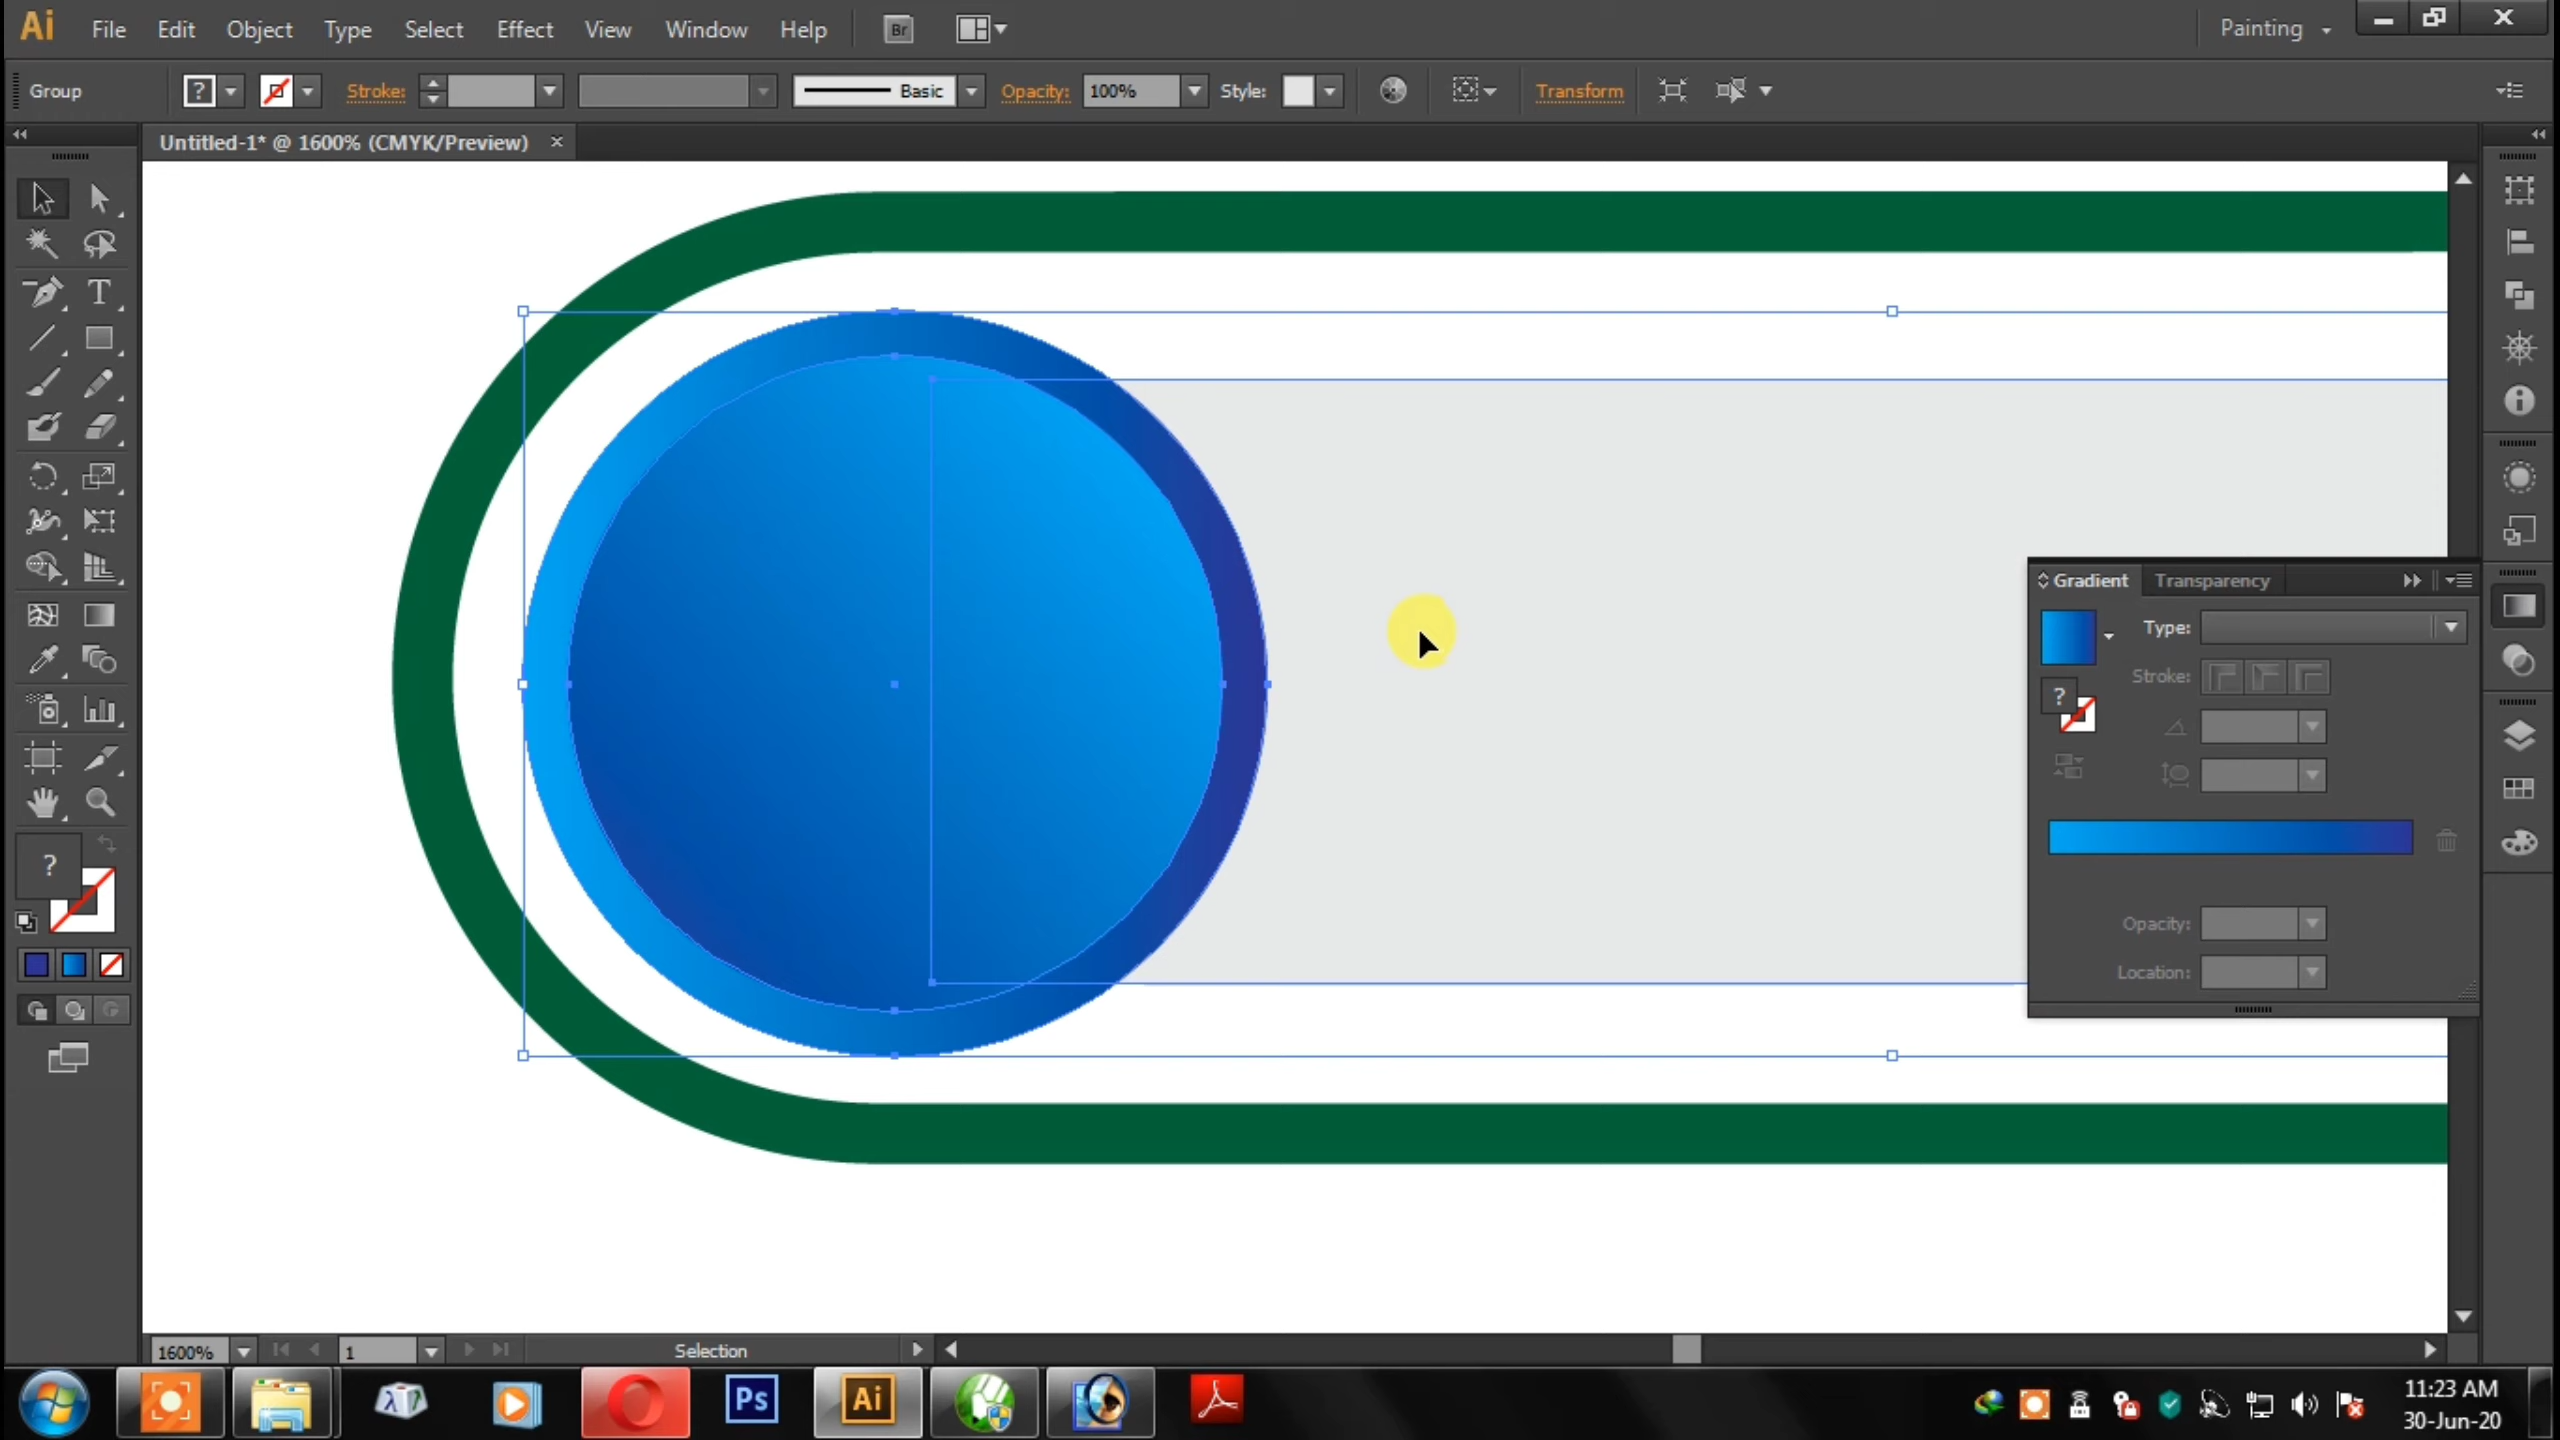 Ai File Edit Object Type Select Effect View Window Help Br Painting
Group ? Stroke: Basic Opacity: 100% Style: Transform
Untitled-1* @ 1600% (CMYK/Preview)
T
Gradient Transparency
Type:
Stroke:
?
?
Opacity:
Location:
1600% 1 Selection
Ps Ai
11:23 AM
30-Jun-20